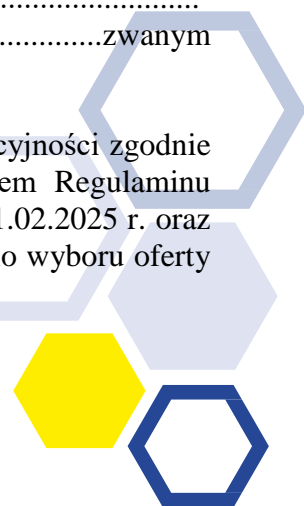 ......................................
.............zwanym
cyjności zgodnie
em Regulaminu
1.02.2025 r. oraz
o wyboru oferty